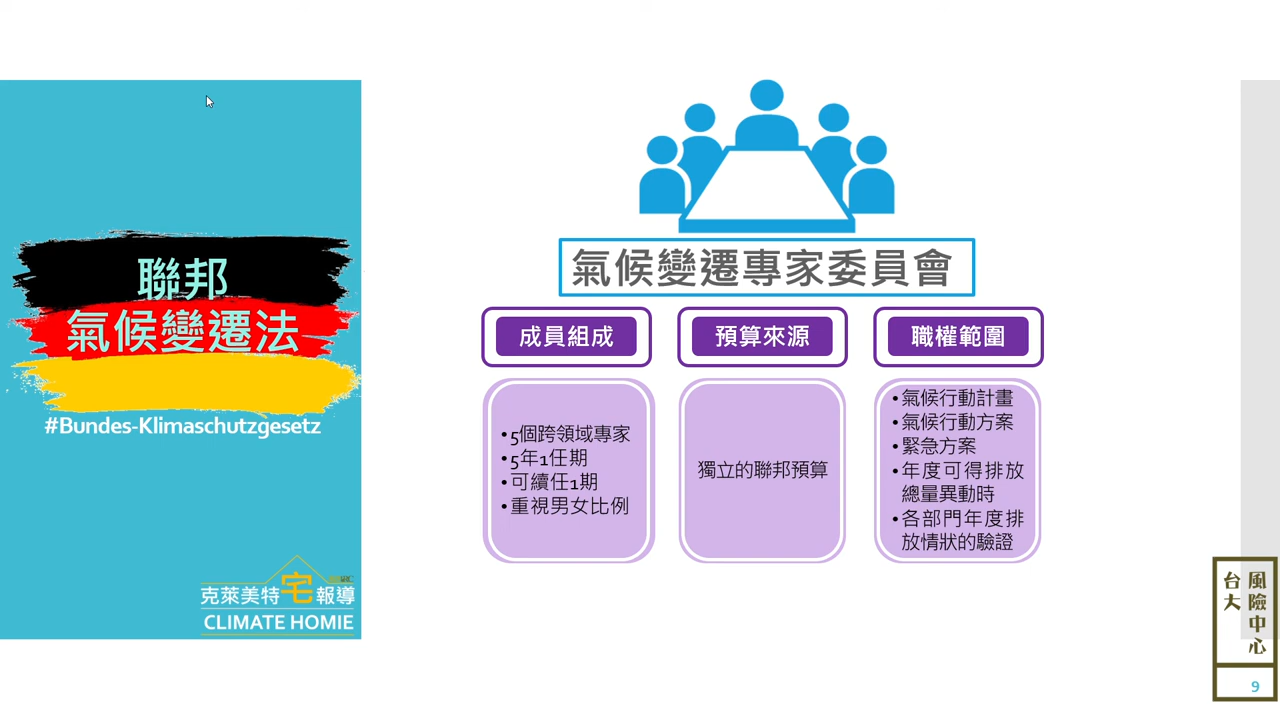 聯邦
氣候變遷法
#Bundes-Klimaschutzgesetz
克萊美特宅報導
CLIMATE HOMIE
氣候變遷專家委員會
成員組成
•5個跨領域專家
•5年1任期
•可續任1期
•重視男女比例
預算來源
獨立的聯邦預算
職權範圍
•氣候行動計畫
•氣候行動方案
•緊急方案
•年度可得排放
總量異動時
•各部門年度排
放情狀的驗證
台大
風險中心
9